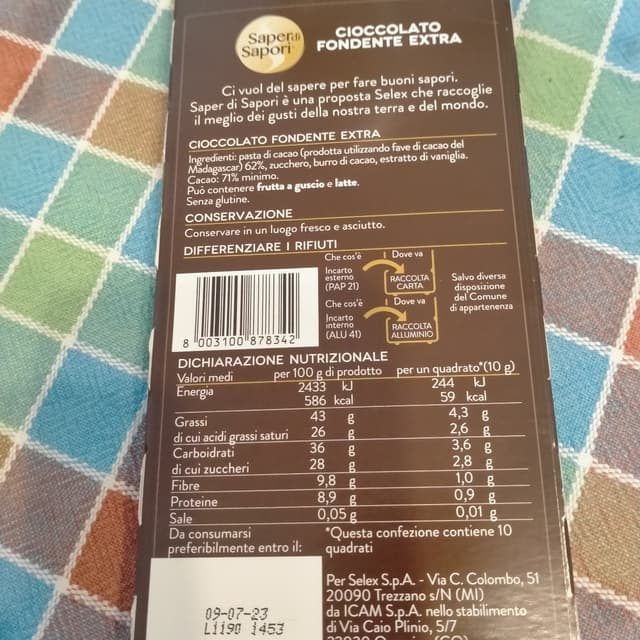 Saper di
Sapori
CIOCCOLATO
FONDENTE EXTRA
Ci vuol del sapere per fare buoni sapori.
Saper di Sapori è una proposta Selex che raccoglie
il meglio dei gusti della nostra terra e del mondo.
CIOCCOLATO FONDENTE EXTRA
Ingredienti: pasta di cacao (prodotta utilizzando fave di cacao del
Madagascar) 62%, zucchero, burro di cacao, estratto di vaniglia.
Cacao: 71% minimo.
Può contenere frutta a guscio e latte.
Senza glutine.
CONSERVAZIONE
Conservare in un luogo fresco e asciutto.
DIFFERENZIARE I RIFIUTI
Che cos'è Dove va
Incarto
esterno
(PAP 21)
RACCOLTA
CARTA
Che cos'è Dove va
Incarto
interno
(ALU 41)
RACCOLTA
ALLUMINIO
Salvo diversa
disposizione
del Comune
di appartenenza
8 003100 878342
DICHIARAZIONE NUTRIZIONALE
Valori medi per 100 g di prodotto per un quadrato*(10 g)
Energia 2433 kJ 244 kJ
586 kcal 59 kcal
Grassi 43 g 4,3 g
di cui acidi grassi saturi 26 g 2,6 g
Carboidrati 36 g 3,6 g
di cui zuccheri 28 g 2,8 g
Fibre 9,8 g 1,0 g
Proteine 8,9 g 0,9 g
Sale 0,05 g 0,01 g
Da consumarsi
preferibilmente entro il:
*Questa confezione contiene 10
quadrati
09-07-23
L1190 1453
Per Selex S.p.A. - Via C. Colombo, 51
20090 Trezzano s/N (MI)
da ICAM S.p.A. nello stabilimento
di Via Caio Plinio, 5/7